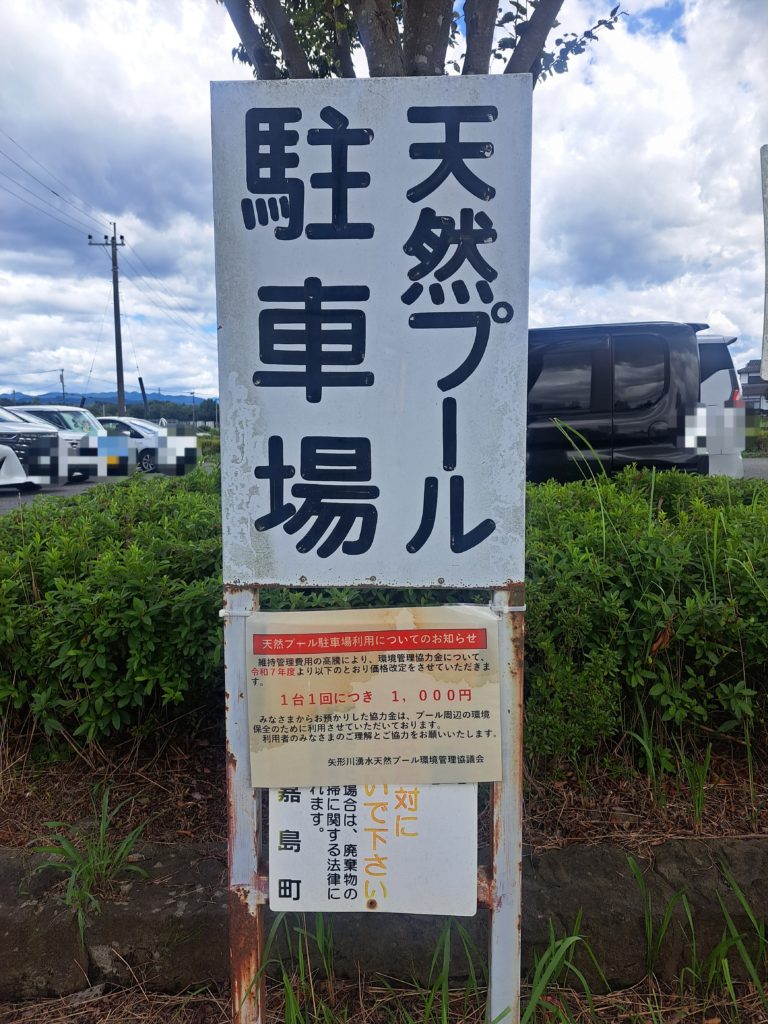 天然プール
駐車場
天然プール駐車場利用についてのお知らせ
維持管理費用の高騰により、環境管理協力金について、
令和7年度より以下のとおり価格改定をさせていただきま
す。
1台1回につき 1,000円
みなさまからお預かりした協力金は、プール周辺の環境
保全のために利用させていただいております。
利用者のみなさまのご理解とご協力をお願いいたします。
矢形川湧水天然プール環境管理協議会
対に
いで下さい
場合は、廃棄物の
掃に関する法律に
れます。
嘉島町